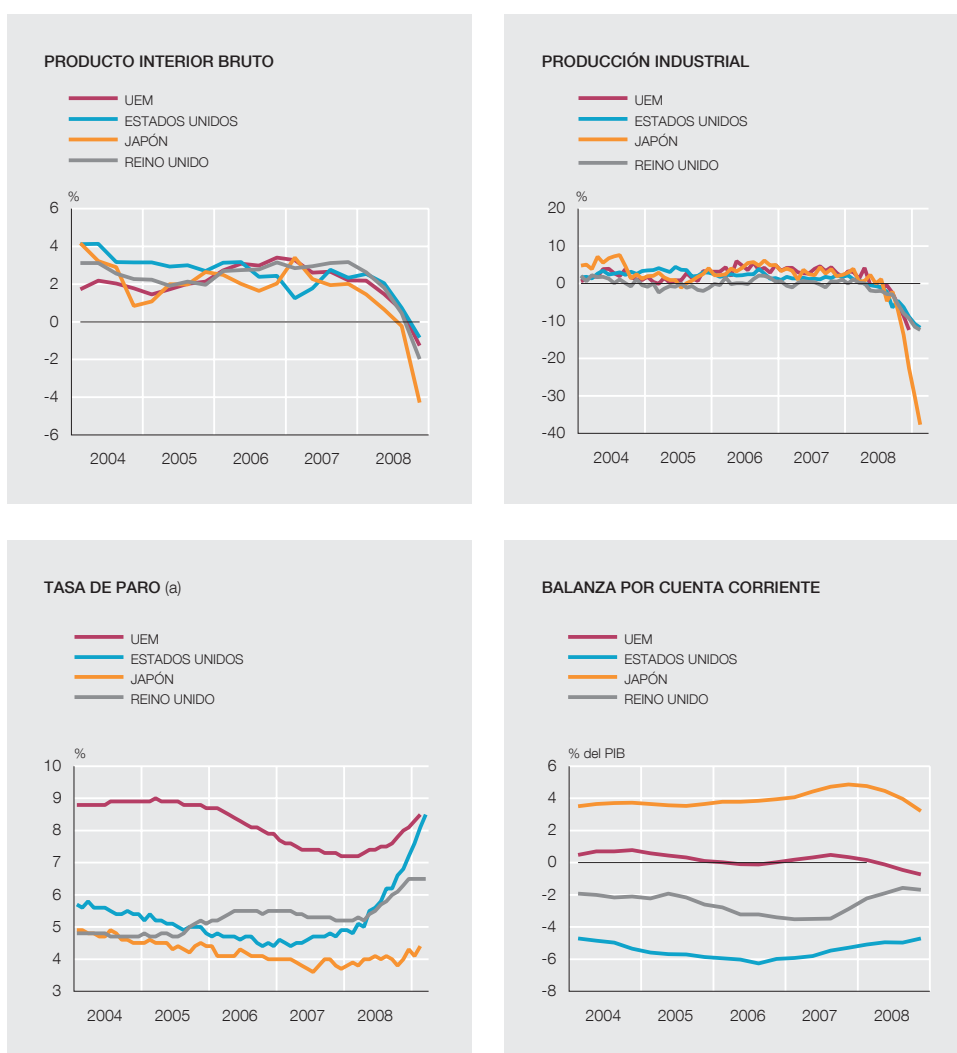 PRODUCTO INTERIOR BRUTO
UEM
ESTADOS UNIDOS
JAPÓN
REINO UNIDO
%
6
4
2
0
-2
-4
-6
2004 2005 2006 2007 2008
PRODUCCIÓN INDUSTRIAL
UEM
ESTADOS UNIDOS
JAPÓN
REINO UNIDO
%
20
10
0
-10
-20
-30
-40
2004 2005 2006 2007 2008
TASA DE PARO (a)
UEM
ESTADOS UNIDOS
JAPÓN
REINO UNIDO
%
10
9
8
7
6
5
4
3
2004 2005 2006 2007 2008
BALANZA POR CUENTA CORRIENTE
UEM
ESTADOS UNIDOS
JAPÓN
REINO UNIDO
% del PIB
6
4
2
0
-2
-4
-6
-8
2004 2005 2006 2007 2008